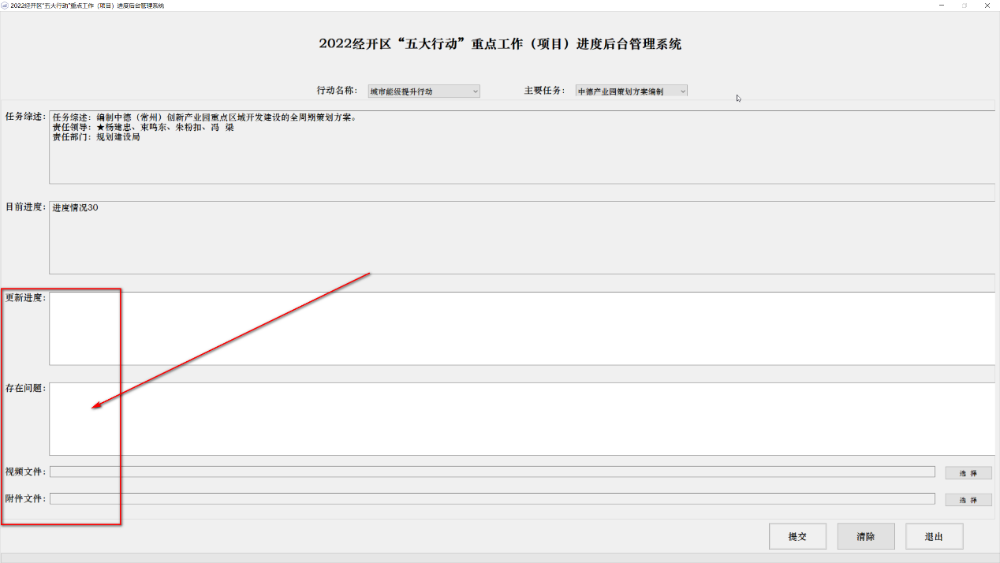 2022经开区"五大行动"重点工作（项目）进度后台管理系统
2022经开区“五大行动”重点工作（项目）进度后台管理系统
行动名称： 城市能级提升行动 主要任务： 中德产业园策划方案编制
任务综述： 任务综述：编制中德（常州）创新产业园重点区域开发建设的全周期策划方案。
责任领导：★杨建忠、束鸣东、朱粉扣、冯 梁
责任部门：规划建设局
目前进度： 进度情况30
更新进度：
存在问题：
视频文件： 选 择
附件文件： 选 择
提交 清除 退出